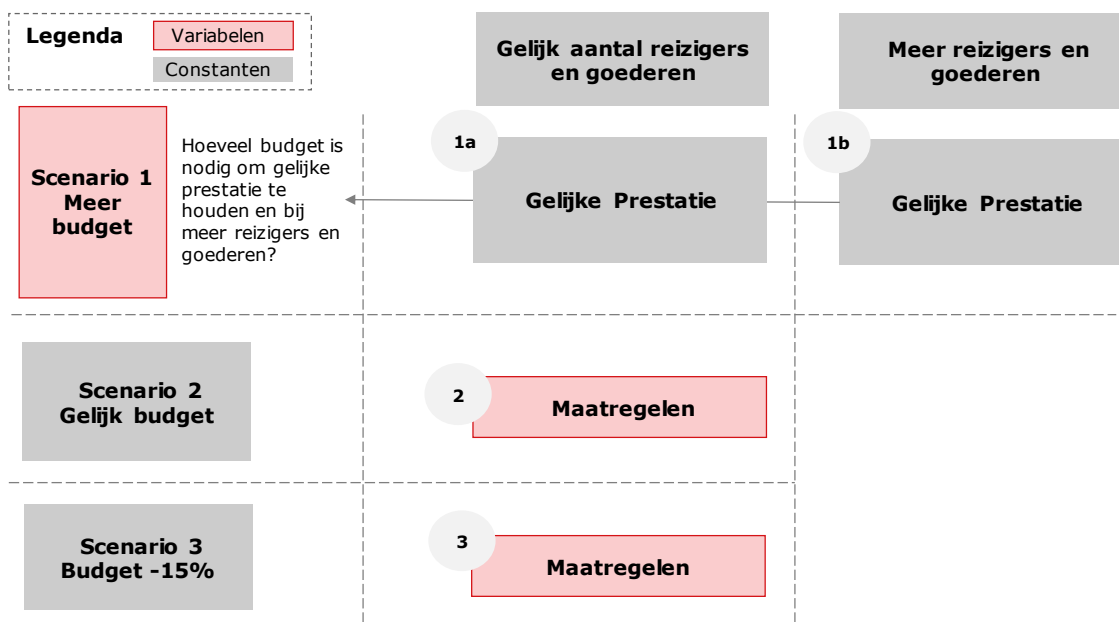 Legenda
Variabelen
Constanten
Gelijk aantal reizigers
en goederen
Meer reizigers en
goederen
Scenario 1
Meer
budget
Hoeveel budget is
nodig om gelijke
prestatie te
houden en bij
meer reizigers en
goederen?
1a
Gelijke Prestatie
1b
Gelijke Prestatie
Scenario 2
Gelijk budget
2
Maatregelen
Scenario 3
Budget -15%
3
Maatregelen